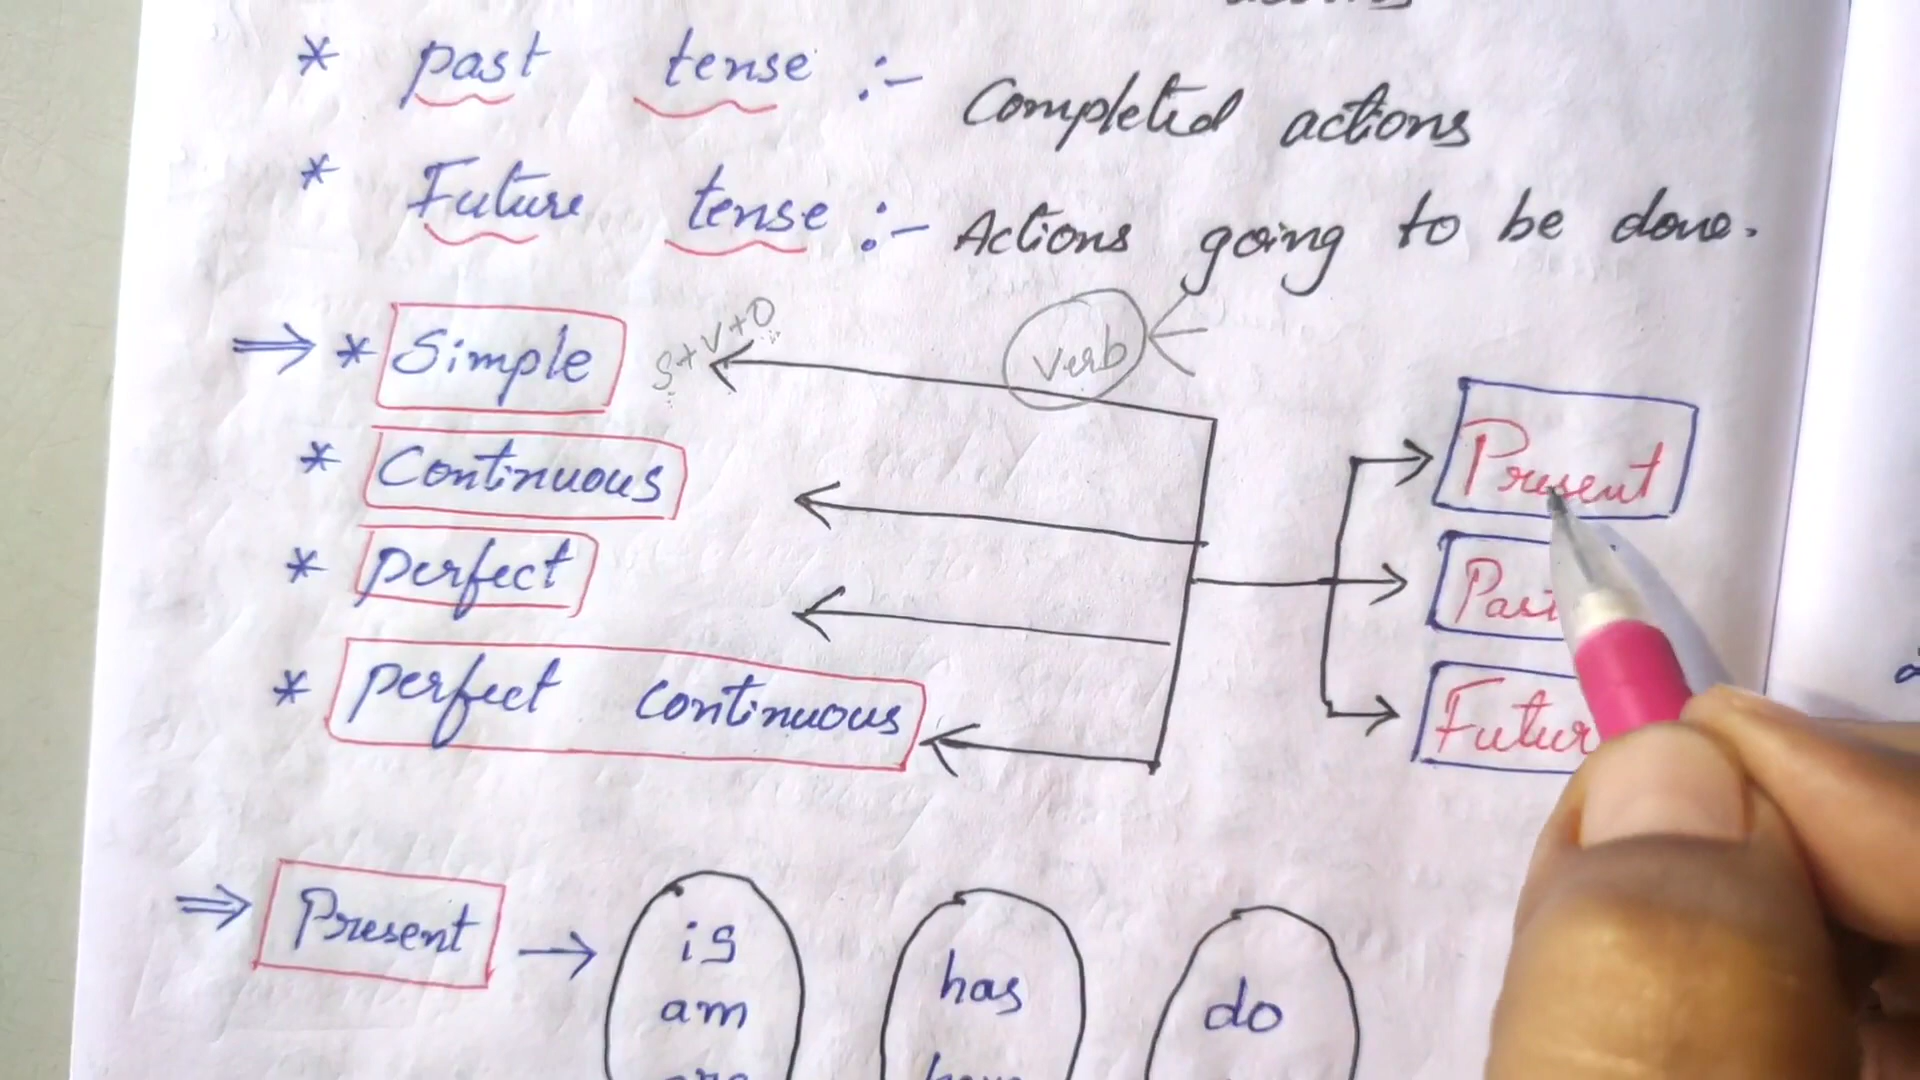 * past tense :- Completed actions
* Future tense :- Actions going to be done.
⇒ * Simple
S+V+O
Verb
* Continuous
* perfect
* perfect continuous
Present
Future
⇒ Present →
is
am
has
do